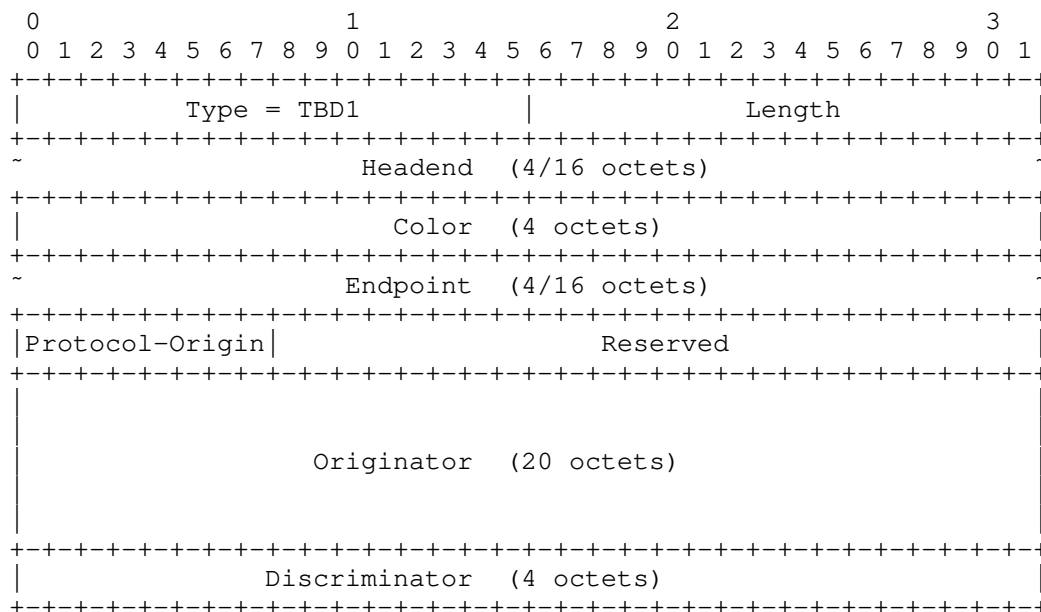 0                   1                   2                   3
 0 1 2 3 4 5 6 7 8 9 0 1 2 3 4 5 6 7 8 9 0 1 2 3 4 5 6 7 8 9 0 1
+-+-+-+-+-+-+-+-+-+-+-+-+-+-+-+-+-+-+-+-+-+-+-+-+-+-+-+-+-+-+-+-+
|          Type = TBD1          |             Length            |
+-+-+-+-+-+-+-+-+-+-+-+-+-+-+-+-+-+-+-+-+-+-+-+-+-+-+-+-+-+-+-+-+
~                     Headend  (4/16 octets)                    ~
+-+-+-+-+-+-+-+-+-+-+-+-+-+-+-+-+-+-+-+-+-+-+-+-+-+-+-+-+-+-+-+-+
|                       Color  (4 octets)                       |
+-+-+-+-+-+-+-+-+-+-+-+-+-+-+-+-+-+-+-+-+-+-+-+-+-+-+-+-+-+-+-+-+
~                    Endpoint  (4/16 octets)                    ~
+-+-+-+-+-+-+-+-+-+-+-+-+-+-+-+-+-+-+-+-+-+-+-+-+-+-+-+-+-+-+-+-+
|Protocol-Origin|                    Reserved                   |
+-+-+-+-+-+-+-+-+-+-+-+-+-+-+-+-+-+-+-+-+-+-+-+-+-+-+-+-+-+-+-+-+
|                                                               |
|                                                               |
|                  Originator  (20 octets)                      |
|                                                               |
|                                                               |
+-+-+-+-+-+-+-+-+-+-+-+-+-+-+-+-+-+-+-+-+-+-+-+-+-+-+-+-+-+-+-+-+
|               Discriminator  (4 octets)                       |
+-+-+-+-+-+-+-+-+-+-+-+-+-+-+-+-+-+-+-+-+-+-+-+-+-+-+-+-+-+-+-+-+